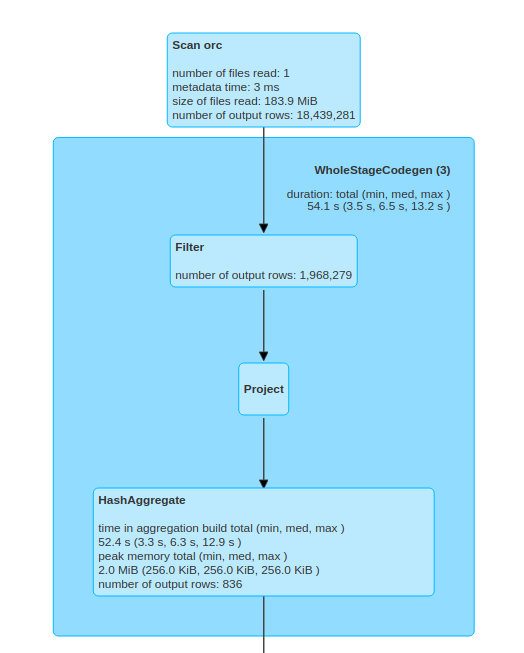 Scan orc
number of files read: 1
metadata time: 3 ms
size of files read: 183.9 MiB
number of output rows: 18,439,281
WholeStageCodegen (3)
duration: total (min, med, max )
54.1 s (3.5 s, 6.5 s, 13.2 s )
Filter
number of output rows: 1,968,279
Project
HashAggregate
time in aggregation build total (min, med, max )
52.4 s (3.3 s, 6.3 s, 12.9 s )
peak memory total (min, med, max )
2.0 MiB (256.0 KiB, 256.0 KiB, 256.0 KiB )
number of output rows: 836